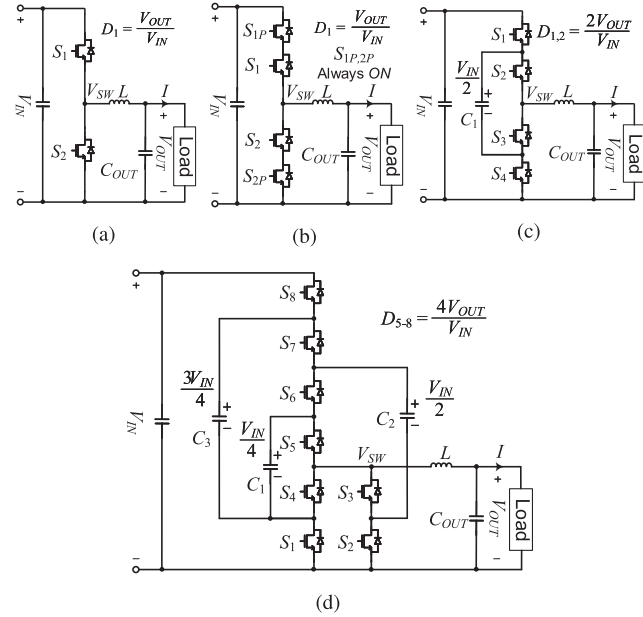 +
S1
D1 = VOUT/VIN
VIN
VSW L I
+
VOUT
Load
S2
COUT
−
−
(a)
+
S1P
D1 = VOUT/VIN
S1P,2P
Always ON
S1
VIN
VSW L I
+
VOUT
Load
S2
COUT
S2P
−
−
(b)
+
S1
D1,2 = 2VOUT/VIN
S2
VIN/2
+
−
C1
VIN
VSW L I
+
VOUT
Load
S3
COUT
S4
−
−
(c)
+
S8
D5-8 = 4VOUT/VIN
S7
3VIN/4
+
−
C3
S6
VIN/2
+
−
C2
VIN
VIN/4
+
−
C1
S5
VSW L I
+
S4
S3
COUT
VOUT
Load
S1
S2
−
−
(d)